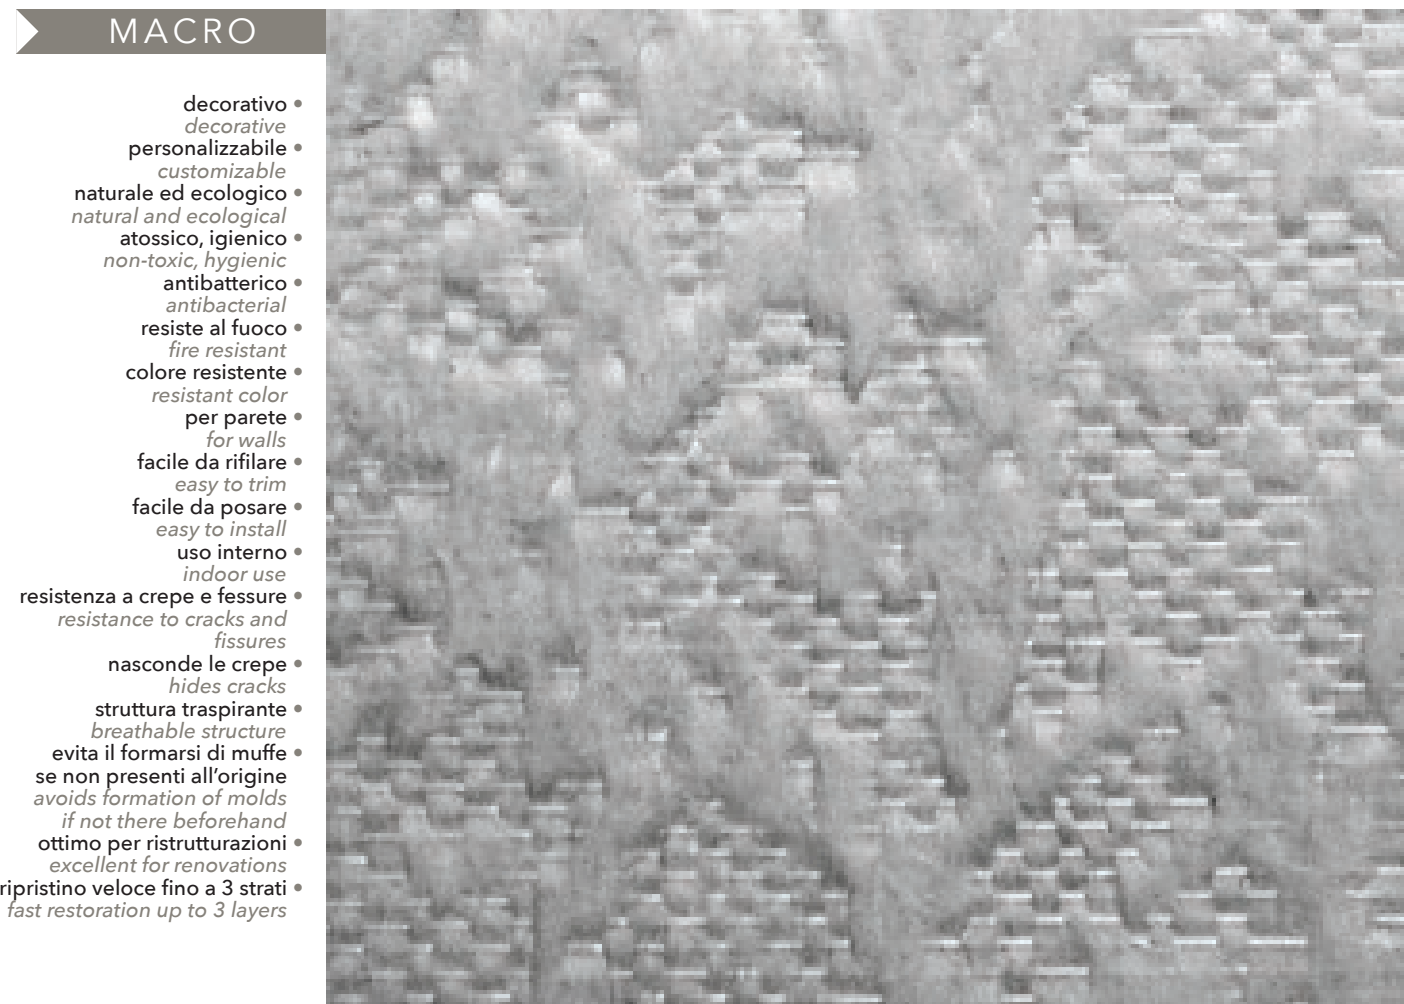 MACRO
decorativo •
decorative
personalizzabile •
customizable
naturale ed ecologico •
natural and ecological
atossico, igienico •
non-toxic, hygienic
antibatterico •
antibacterial
resiste al fuoco •
fire resistant
colore resistente •
resistant color
per parete •
for walls
facile da rifilare •
easy to trim
facile da posare •
easy to install
uso interno •
indoor use
resistenza a crepe e fessure •
resistance to cracks and
fissures
nasconde le crepe •
hides cracks
struttura traspirante •
breathable structure
evita il formarsi di muffe •
se non presenti all'origine
avoids formation of molds
if not there beforehand
ottimo per ristrutturazioni •
excellent for renovations
ripristino veloce fino a 3 strati •
fast restoration up to 3 layers